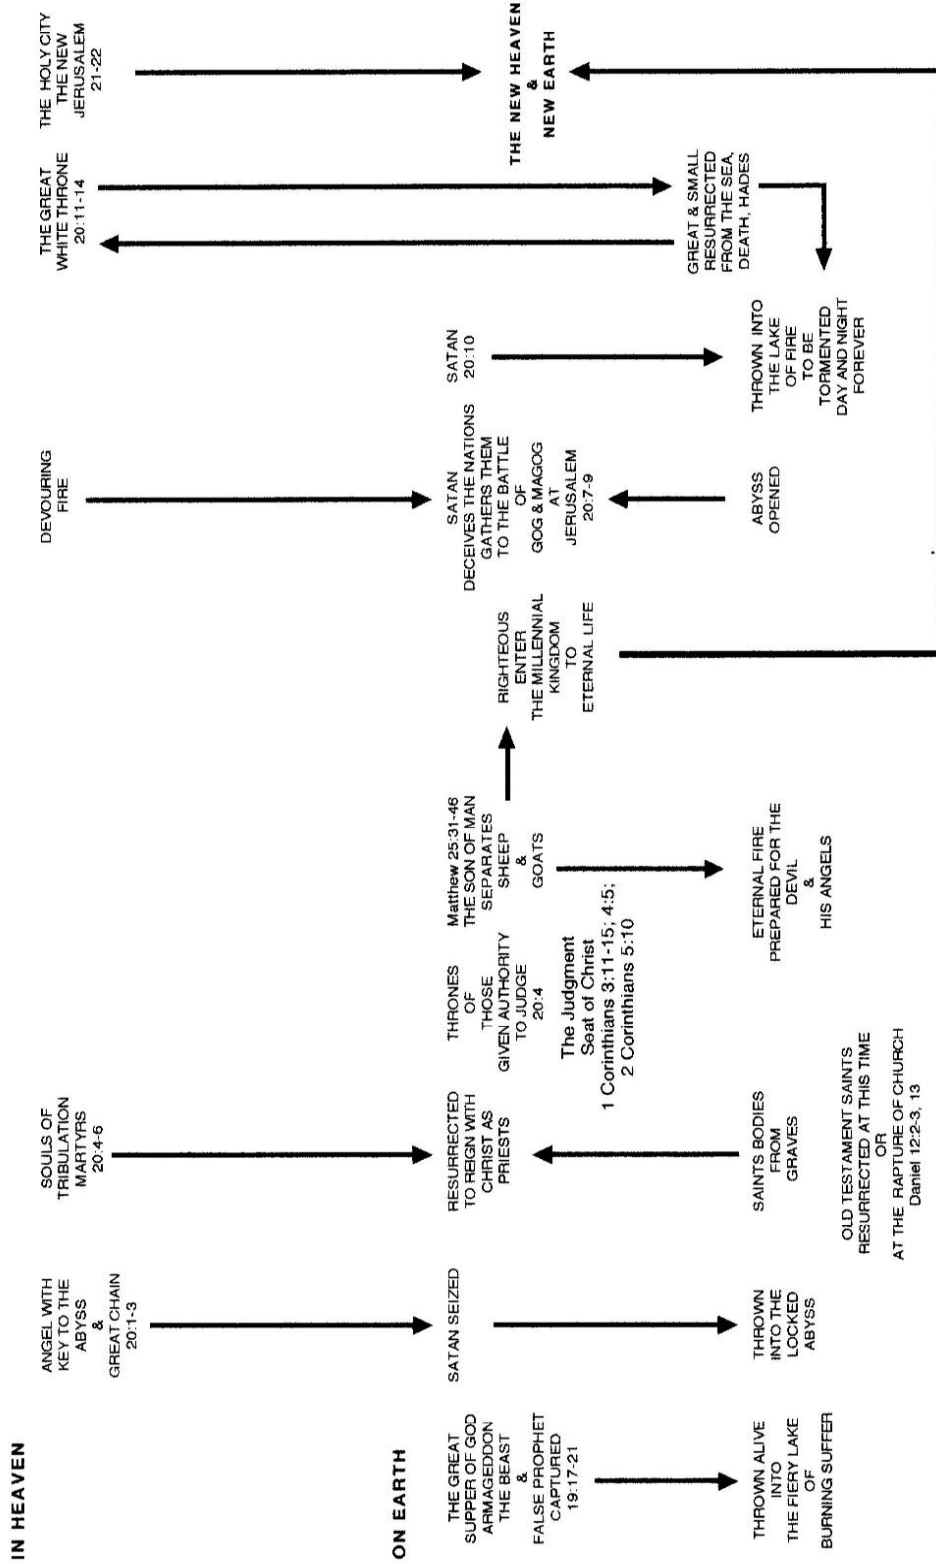 IN HEAVEN
ANGEL WITH
KEY TO THE
ABYSS
&
GREAT CHAIN
20:1-3
SOULS OF
TRIBULATION
MARTYRS
20:4-6
DEVOURING
FIRE
THE GREAT
WHITE THRONE
20:11-14
THE HOLY CITY
THE NEW
JERUSALEM
21-22
ON EARTH
THE GREAT
SUPPER OF GOD
ARMAGEDDON
THE BEAST
&
FALSE PROPHET
CAPTURED
19:17-21
SATAN SEIZED
RESURRECTED
TO REIGN WITH
CHRIST AS
PRIESTS
THRONES
OF
THOSE
GIVEN AUTHORITY
TO JUDGE
20:4
The Judgment
Seat of Christ
1 Corinthians 3:11-15; 4:5;
2 Corinthians 5:10
Matthew 25:31-46
THE SON OF MAN
SEPARATES
SHEEP
&
GOATS
RIGHTEOUS
ENTER
THE MILLENNIAL
KINGDOM
TO
ETERNAL LIFE
SATAN
DECEIVES THE NATIONS
GATHERS THEM
TO THE BATTLE
OF
GOG & MAGOG
AT
JERUSALEM
20:7-9
SATAN
20:10
THE NEW HEAVEN
&
NEW EARTH
THROWN ALIVE
INTO
THE FIERY LAKE
OF
BURNING SUFFER
THROWN
INTO THE
LOCKED
ABYSS
SAINTS BODIES
FROM
GRAVES
OLD TESTAMENT SAINTS
RESURRECTED AT THIS TIME
OR
AT THE RAPTURE OF CHURCH
Daniel 12:2-3, 13
ETERNAL FIRE
PREPARED FOR THE
DEVIL
&
HIS ANGELS
ABYSS
OPENED
THROWN INTO
THE LAKE
OF FIRE
TO BE
TORMENTED
DAY AND NIGHT
FOREVER
GREAT & SMALL
RESURRECTED
FROM THE SEA,
DEATH, HADES